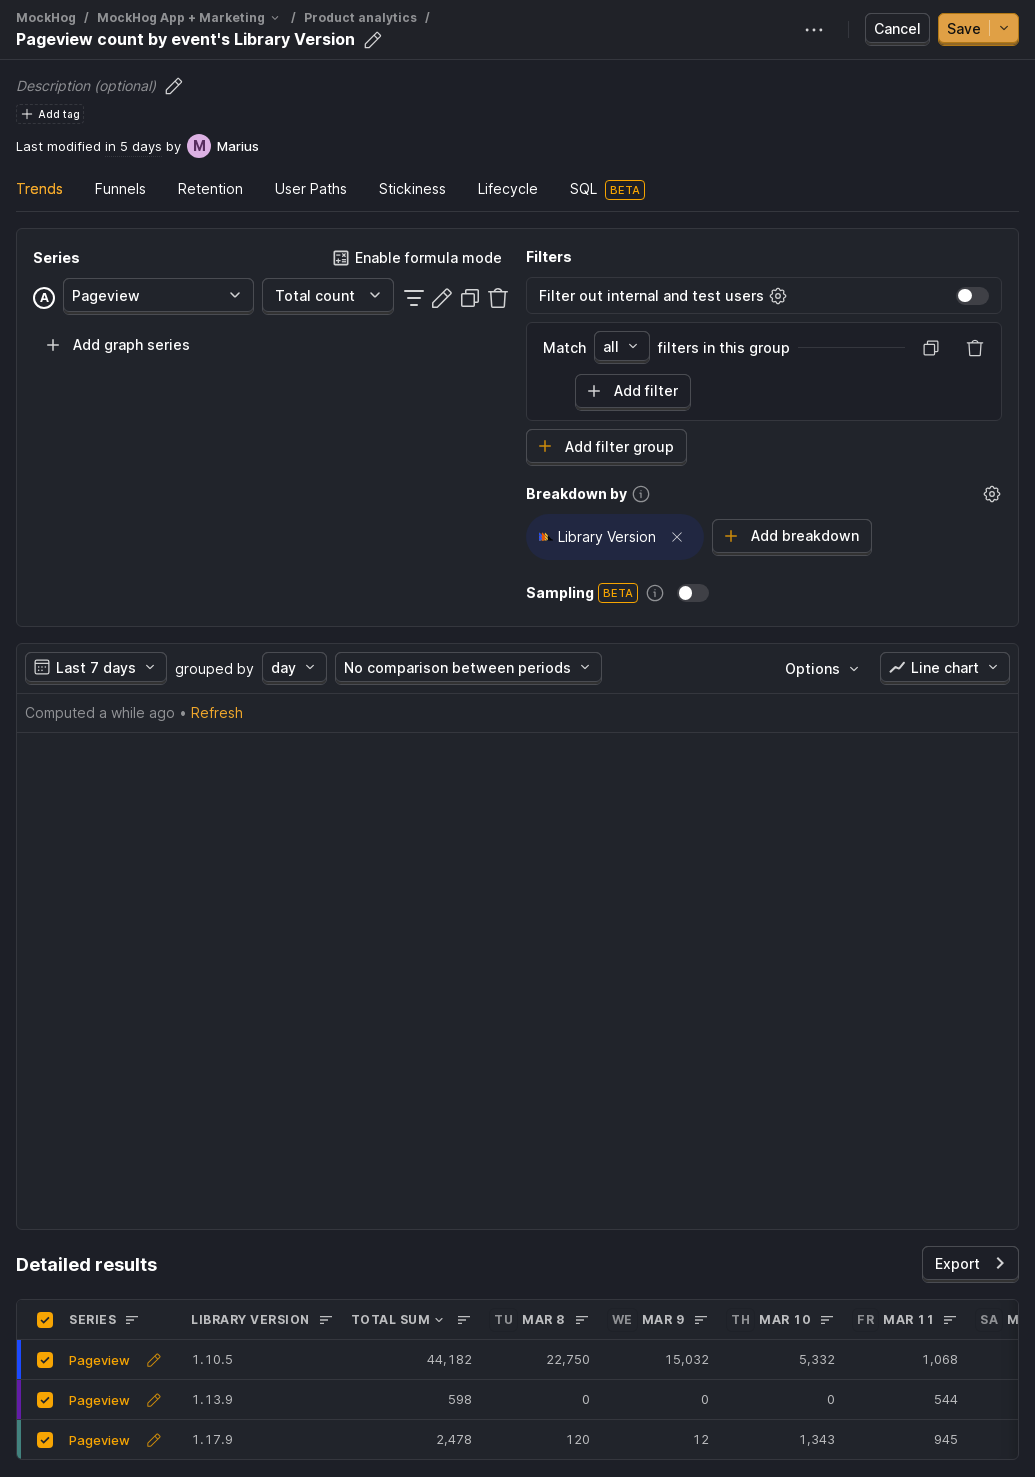 MockHog / MockHog App + Marketing / Product analytics /
Pageview count by event's Library Version
Cancel
Save
Description (optional)
Add tag
Last modified in 5 days by M Marius
Trends Funnels Retention User Paths Stickiness Lifecycle SQL BETA
Series
Enable formula mode
A Pageview Total count
Add graph series
Filters
Filter out internal and test users
Match all filters in this group
Add filter
Add filter group
Breakdown by
Library Version
Add breakdown
Sampling BETA
Last 7 days grouped by day No comparison between periods Options Line chart
Computed a while ago • Refresh
Detailed results
Export
SERIES LIBRARY VERSION TOTAL SUM TU MAR 8 WE MAR 9 TH MAR 10 FR MAR 11 SA M
Pageview 1.10.5 44,182 22,750 15,032 5,332 1,068
Pageview 1.13.9 598 0 0 0 544
Pageview 1.17.9 2,478 120 12 1,343 945